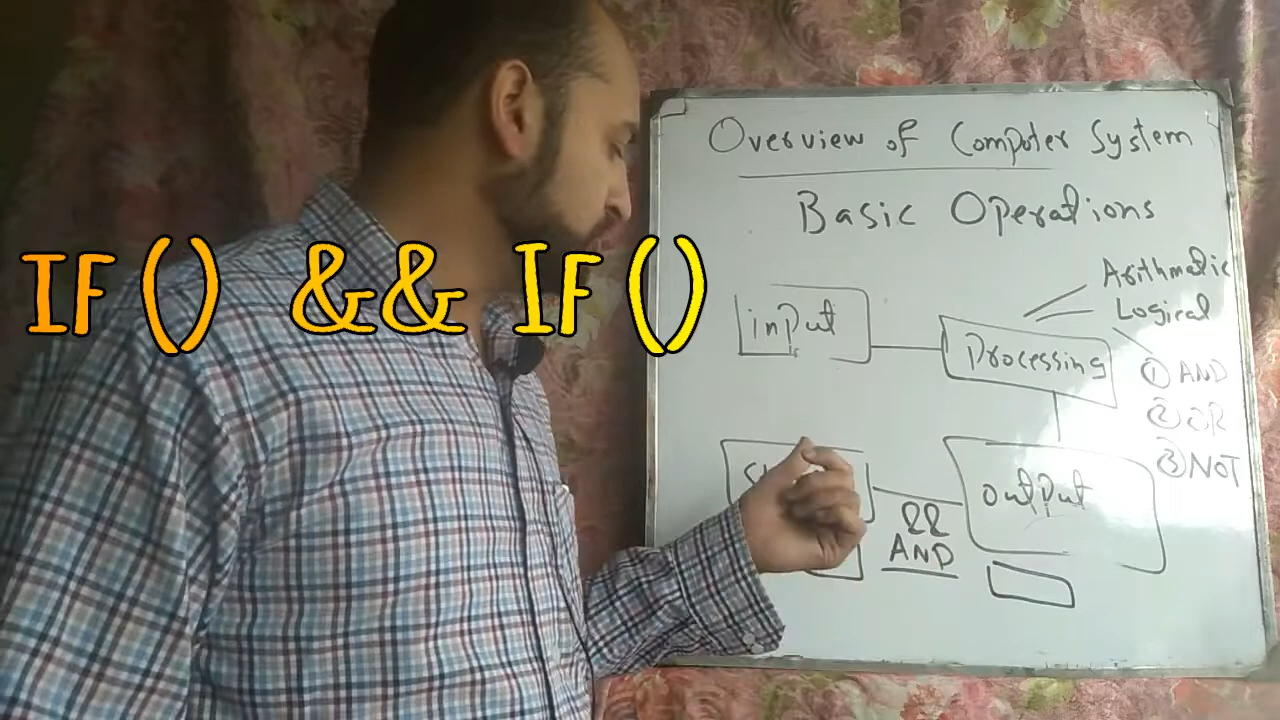 Overview of Computer System
Basic Operations
Arithmatic
Logical
IF () && IF ()
input
Processing
① AND
② OR
③ NOT
output
&&
AND